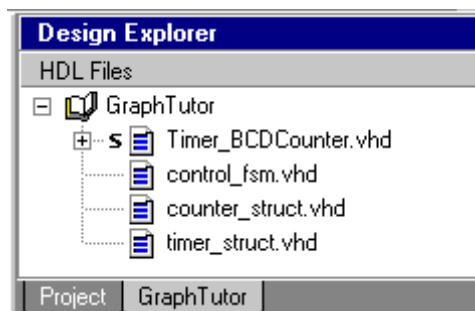 Design Explorer
HDL Files
GraphTutor
S Timer_BCDCounter.vhd
control_fsm.vhd
counter_struct.vhd
timer_struct.vhd
Project GraphTutor